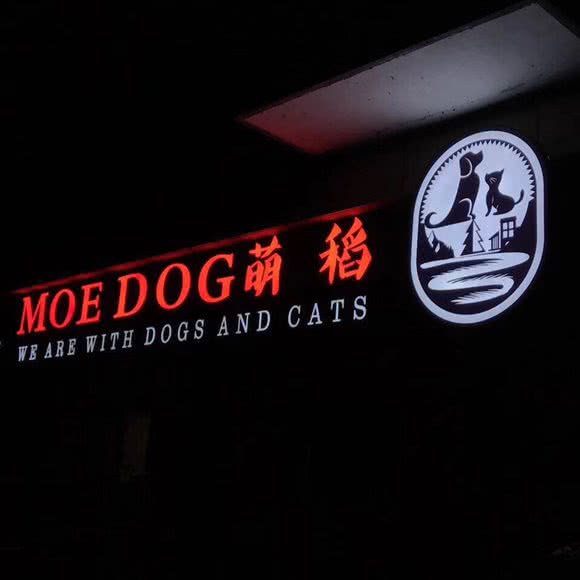 MOE DOG萌 稻
WE ARE WITH DOGS AND CATS